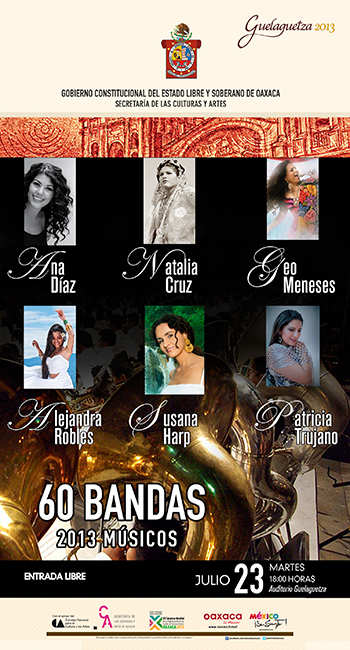 Guelaguetza 2013
GOBIERNO CONSTITUCIONAL DEL ESTADO LIBRE Y SOBERANO DE OAXACA
SECRETARÍA DE LAS CULTURAS Y ARTES
Ana
Díaz
Natalia
Cruz
Geo
Meneses
Alejandra
Robles
Susana
Harp
Patricia
Trujano
60 BANDAS
2013 MÚSICOS
ENTRADA LIBRE
JULIO 23 MARTES
18:00 HORAS
Auditorio Guelaguetza
CA
oaxaca
MÉXICO